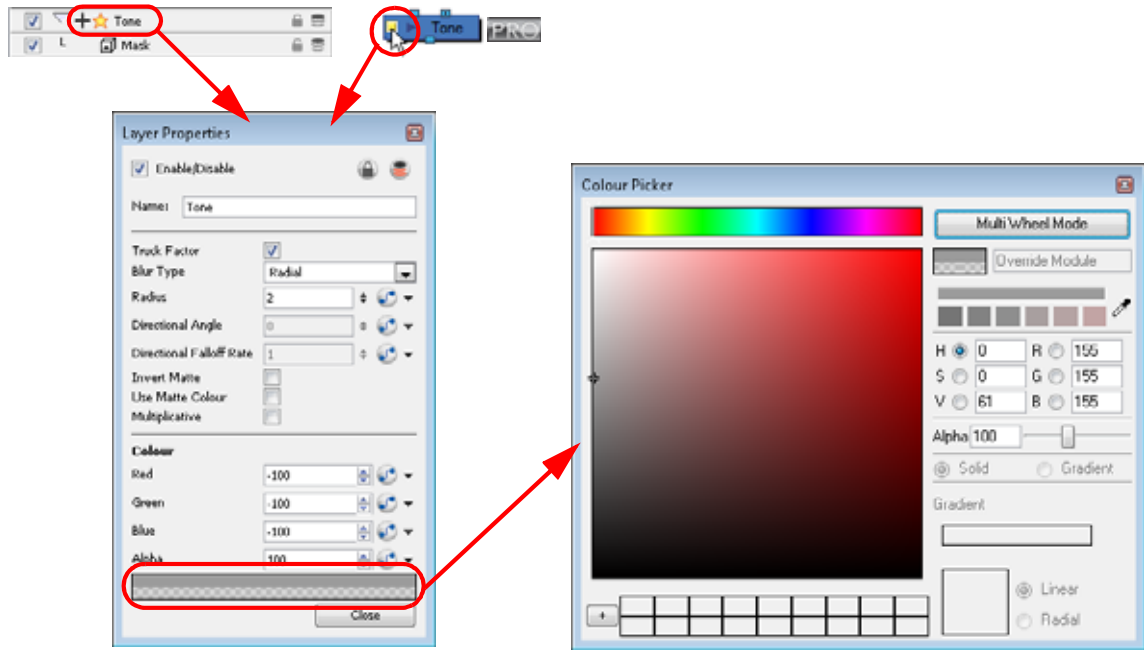 Tone
Mask
Tone
PRO
Layer Properties
Enable/Disable
Name: Tone
Truck Factor
Blur Type Radial
Radius 2
Directional Angle 0
Directional Falloff Rate 1
Invert Matte
Use Matte Colour
Multiplicative
Colour
Red -100
Green -100
Blue -100
Alpha 100
Close
Colour Picker
Multi Wheel Mode
Override Module
H 0 R 155
S 0 G 155
V 61 B 155
Alpha 100
Solid Gradient
Gradient
Linear
+
Radial